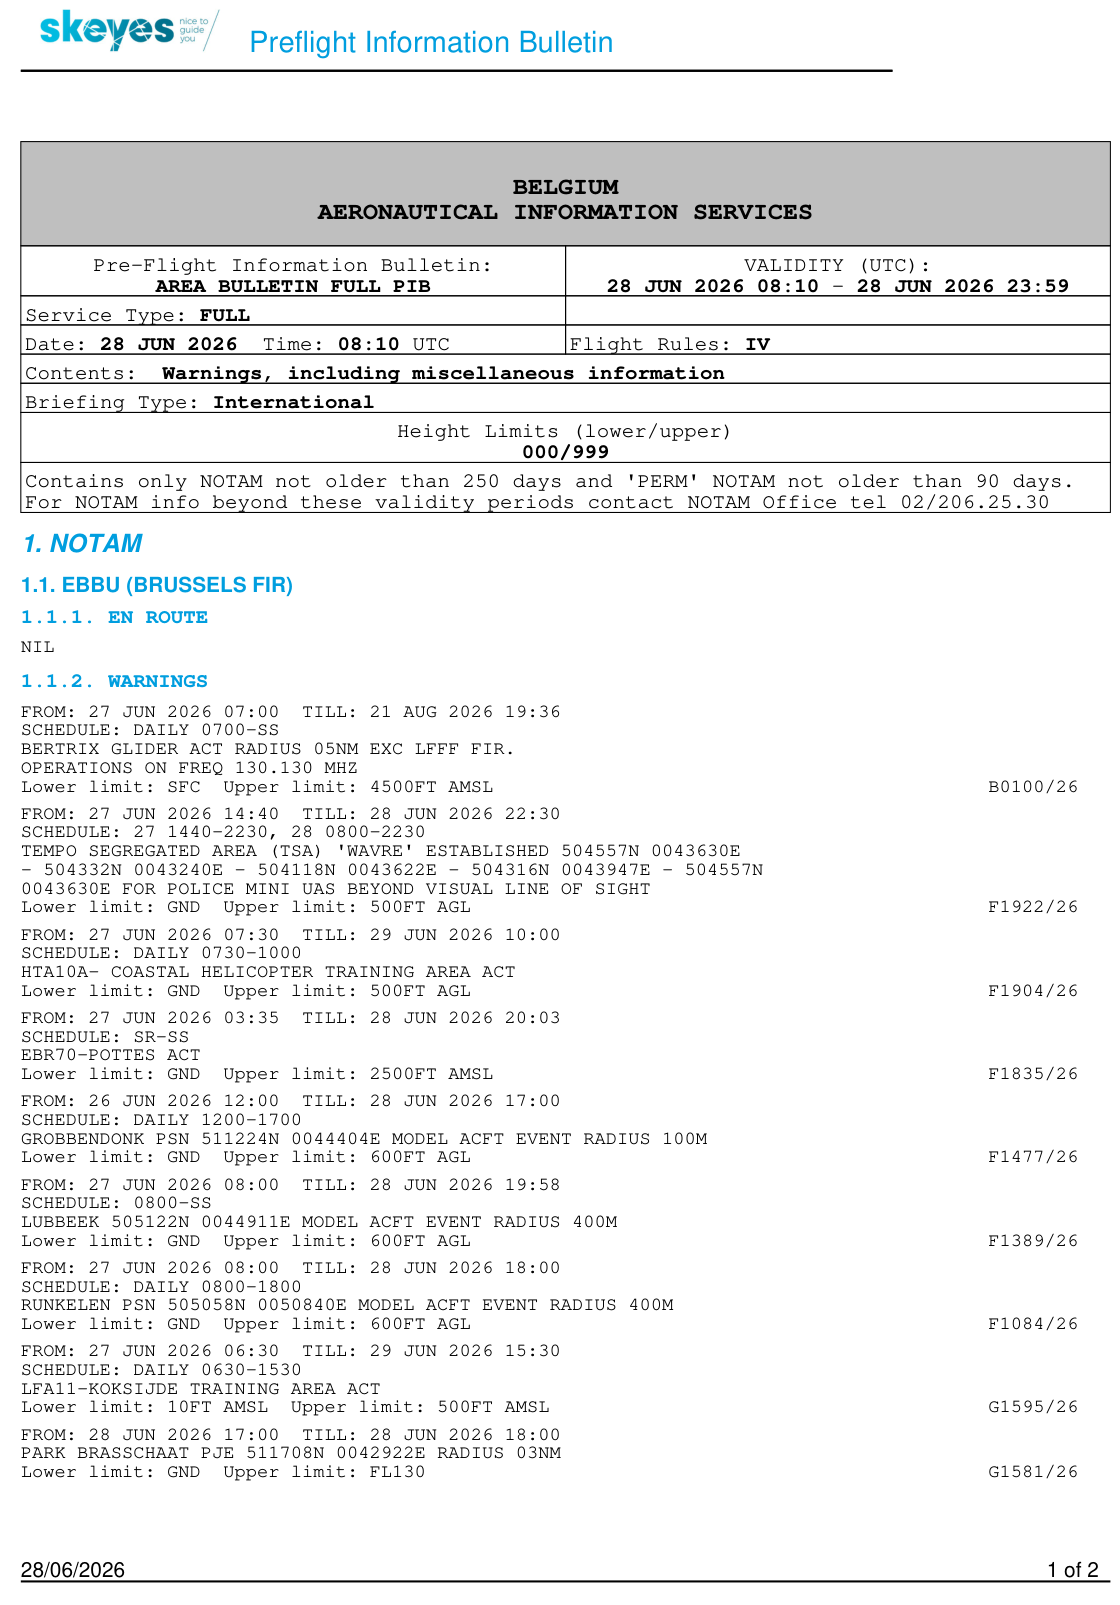 skeyes nice to guide you
Preflight Information Bulletin
BELGIUM
AERONAUTICAL INFORMATION SERVICES
Pre-Flight Information Bulletin:
AREA BULLETIN FULL PIB
VALIDITY (UTC):
28 JUN 2026 08:10 - 28 JUN 2026 23:59
Service Type: FULL
Date: 28 JUN 2026  Time: 08:10 UTC
Flight Rules: IV
Contents:  Warnings, including miscellaneous information
Briefing Type: International
Height Limits (lower/upper)
000/999
Contains only NOTAM not older than 250 days and 'PERM' NOTAM not older than 90 days.
For NOTAM info beyond these validity periods contact NOTAM Office tel 02/206.25.30
1. NOTAM
1.1. EBBU (BRUSSELS FIR)
1.1.1. EN ROUTE
NIL
1.1.2. WARNINGS
FROM: 27 JUN 2026 07:00  TILL: 21 AUG 2026 19:36
SCHEDULE: DAILY 0700-SS
BERTRIX GLIDER ACT RADIUS 05NM EXC LFFF FIR.
OPERATIONS ON FREQ 130.130 MHZ
Lower limit: SFC  Upper limit: 4500FT AMSL B0100/26
FROM: 27 JUN 2026 14:40  TILL: 28 JUN 2026 22:30
SCHEDULE: 27 1440-2230, 28 0800-2230
TEMPO SEGREGATED AREA (TSA) 'WAVRE' ESTABLISHED 504557N 0043630E
- 504332N 0043240E - 504118N 0043622E - 504316N 0043947E - 504557N
0043630E FOR POLICE MINI UAS BEYOND VISUAL LINE OF SIGHT
Lower limit: GND  Upper limit: 500FT AGL F1922/26
FROM: 27 JUN 2026 07:30  TILL: 29 JUN 2026 10:00
SCHEDULE: DAILY 0730-1000
HTA10A- COASTAL HELICOPTER TRAINING AREA ACT
Lower limit: GND  Upper limit: 500FT AGL F1904/26
FROM: 27 JUN 2026 03:35  TILL: 28 JUN 2026 20:03
SCHEDULE: SR-SS
EBR70-POTTES ACT
Lower limit: GND  Upper limit: 2500FT AMSL F1835/26
FROM: 26 JUN 2026 12:00  TILL: 28 JUN 2026 17:00
SCHEDULE: DAILY 1200-1700
GROBBENDONK PSN 511224N 0044404E MODEL ACFT EVENT RADIUS 100M
Lower limit: GND  Upper limit: 600FT AGL F1477/26
FROM: 27 JUN 2026 08:00  TILL: 28 JUN 2026 19:58
SCHEDULE: 0800-SS
LUBBEEK 505122N 0044911E MODEL ACFT EVENT RADIUS 400M
Lower limit: GND  Upper limit: 600FT AGL F1389/26
FROM: 27 JUN 2026 08:00  TILL: 28 JUN 2026 18:00
SCHEDULE: DAILY 0800-1800
RUNKELEN PSN 505058N 0050840E MODEL ACFT EVENT RADIUS 400M
Lower limit: GND  Upper limit: 600FT AGL F1084/26
FROM: 27 JUN 2026 06:30  TILL: 29 JUN 2026 15:30
SCHEDULE: DAILY 0630-1530
LFA11-KOKSIJDE TRAINING AREA ACT
Lower limit: 10FT AMSL  Upper limit: 500FT AMSL G1595/26
FROM: 28 JUN 2026 17:00  TILL: 28 JUN 2026 18:00
PARK BRASSCHAAT PJE 511708N 0042922E RADIUS 03NM
Lower limit: GND  Upper limit: FL130 G1581/26
28/06/2026 1 of 2